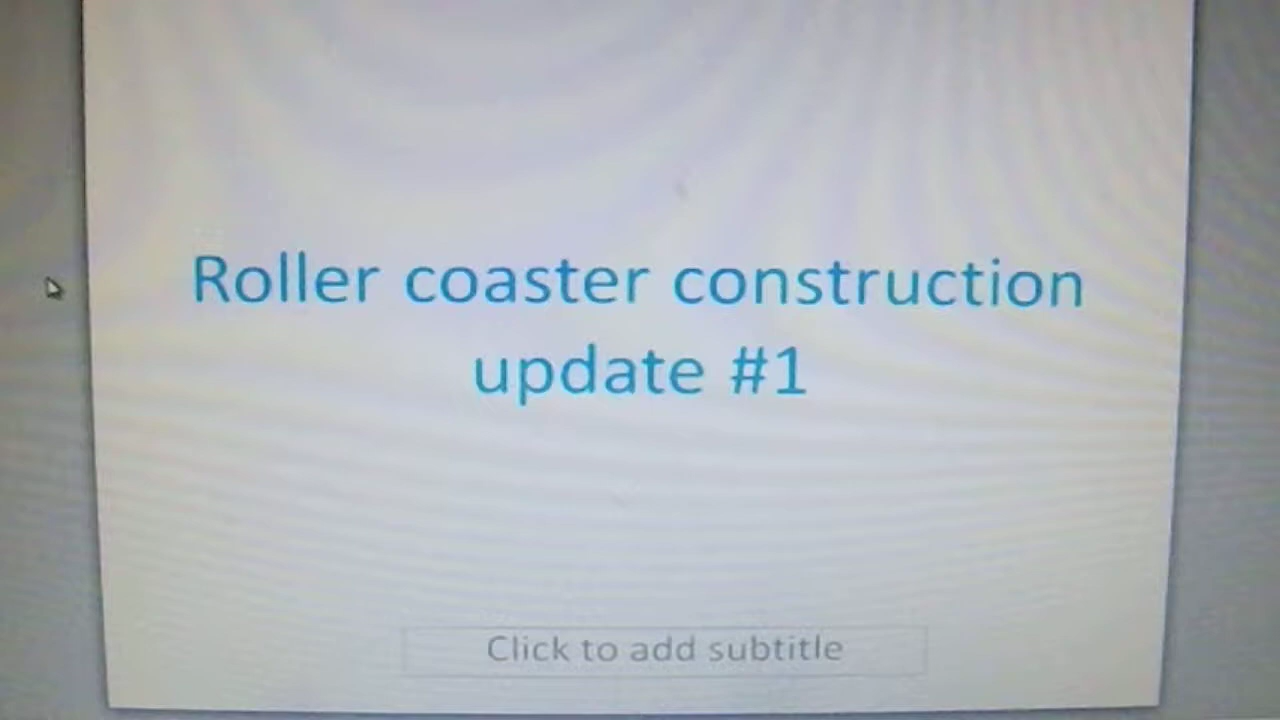 Roller coaster construction
update #1
Click to add subtitle